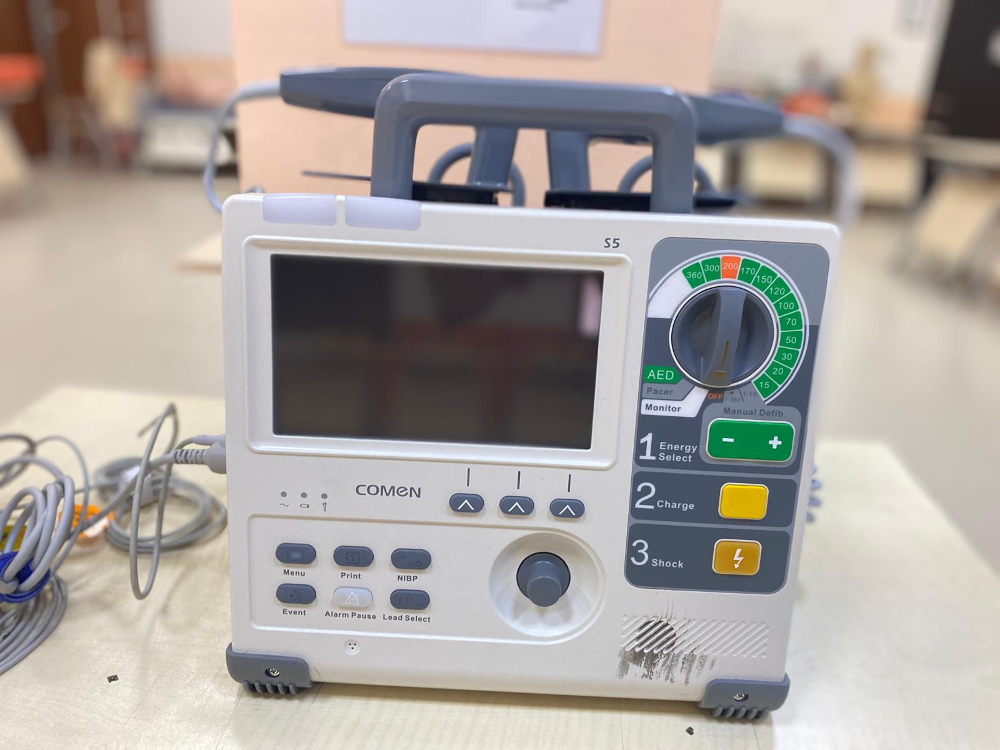 S5
360 300 200 170 150 120 100 70 50 30 20 15
AED
Pacer
Monitor
OFF
1-360
1-10
Manual Defib
- +
1 Energy
Select
COMEN
2 Charge
3 Shock
Menu Print NIBP
Event Alarm Pause Lead Select